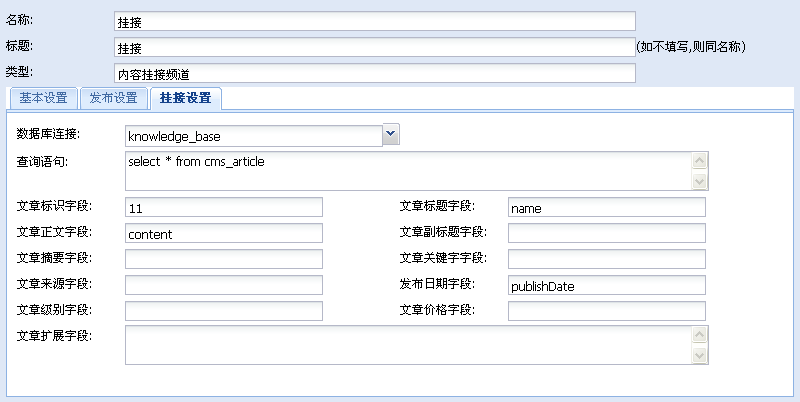 名称: 挂接
标题: 挂接 (如不填写,则同名称)
类型: 内容挂接频道
基本设置 发布设置 挂接设置
数据库连接: knowledge_base
查询语句: select * from cms_article
文章标识字段: 11 文章标题字段: name
文章正文字段: content 文章副标题字段:
文章摘要字段: 文章关键字字段:
文章来源字段: 发布日期字段: publishDate
文章级别字段: 文章价格字段:
文章扩展字段: